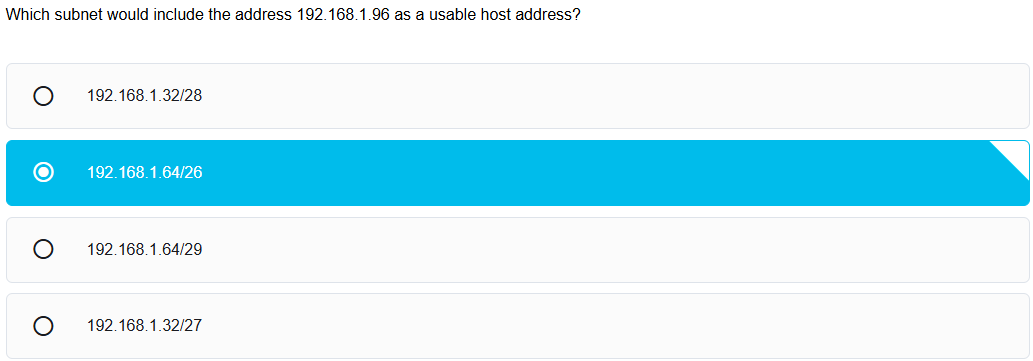 Which subnet would include the address 192.168.1.96 as a usable host address?
192.168.1.32/28
192.168.1.64/26
192.168.1.64/29
192.168.1.32/27